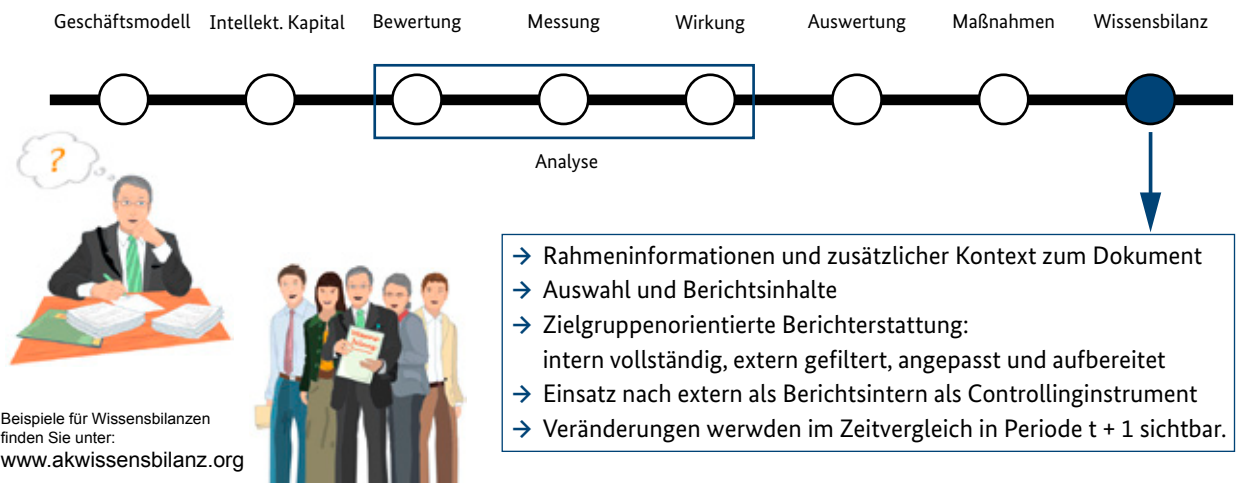 Geschäftsmodell Intellekt. Kapital Bewertung Messung Wirkung Auswertung Maßnahmen Wissensbilanz
Analyse
?
→ Rahmeninformationen und zusätzlicher Kontext zum Dokument
→ Auswahl und Berichtsinhalte
→ Zielgruppenorientierte Berichterstattung:
intern vollständig, extern gefiltert, angepasst und aufbereitet
→ Einsatz nach extern als Berichtsintern als Controllinginstrument
→ Veränderungen werwden im Zeitvergleich in Periode t + 1 sichtbar.
Beispiele für Wissensbilanzen
finden Sie unter:
www.akwissensbilanz.org